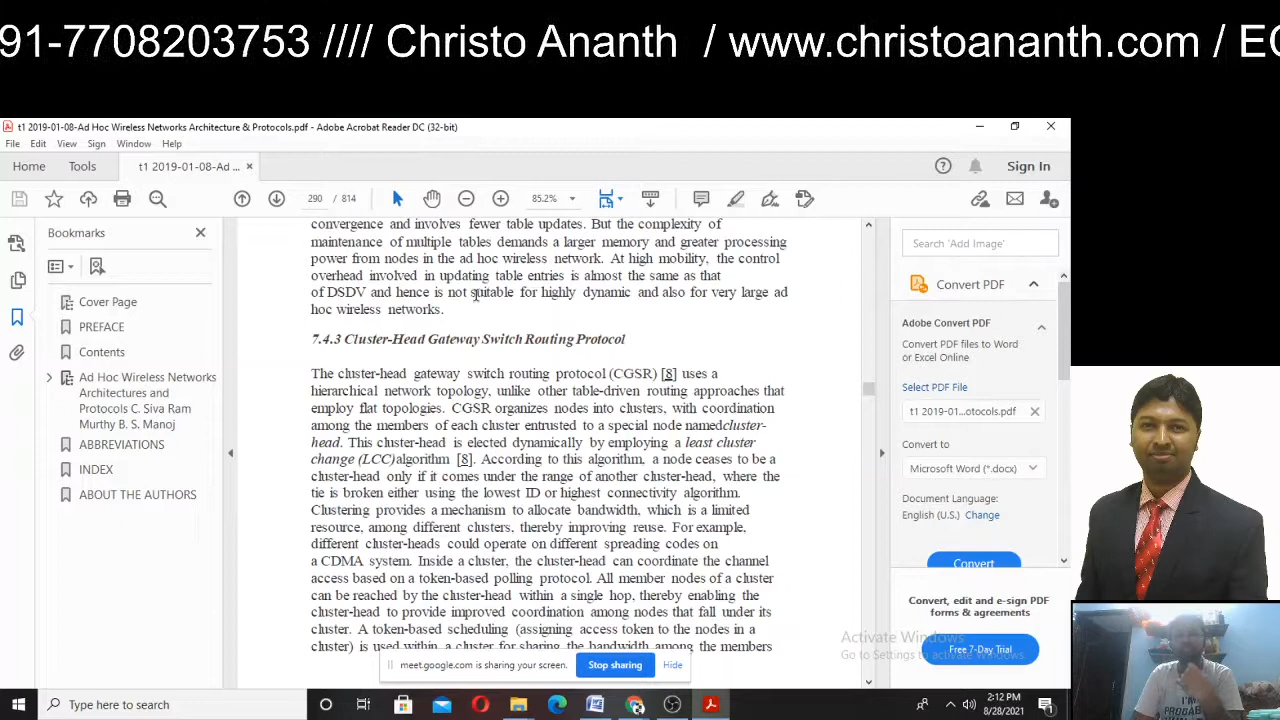 91-7708203753 //// Christo Ananth / www.christoananth.com / EC
t1 2019-01-08-Ad Hoc Wireless Networks Architecture & Protocols.pdf - Adobe Acrobat Reader DC (32-bit)
File Edit View Sign Window Help
Home Tools t1 2019-01-08-Ad ... × Sign In
290 / 814 85.2%
Bookmarks
Cover Page
PREFACE
Contents
Ad Hoc Wireless Networks
Architectures and
Protocols C. Siva Ram
Murthy B. S. Manoj
ABBREVIATIONS
INDEX
ABOUT THE AUTHORS
convergence and involves fewer table updates. But the complexity of
maintenance of multiple tables demands a larger memory and greater processing
power from nodes in the ad hoc wireless network. At high mobility, the control
overhead involved in updating table entries is almost the same as that
of DSDV and hence is not suitable for highly dynamic and also for very large ad
hoc wireless networks.
7.4.3 Cluster-Head Gateway Switch Routing Protocol
The cluster-head gateway switch routing protocol (CGSR) [8] uses a
hierarchical network topology, unlike other table-driven routing approaches that
employ flat topologies. CGSR organizes nodes into clusters, with coordination
among the members of each cluster entrusted to a special node namedcluster-
head. This cluster-head is elected dynamically by employing a least cluster
change (LCC)algorithm [8]. According to this algorithm, a node ceases to be a
cluster-head only if it comes under the range of another cluster-head, where the
tie is broken either using the lowest ID or highest connectivity algorithm.
Clustering provides a mechanism to allocate bandwidth, which is a limited
resource, among different clusters, thereby improving reuse. For example,
different cluster-heads could operate on different spreading codes on
a CDMA system. Inside a cluster, the cluster-head can coordinate the channel
access based on a token-based polling protocol. All member nodes of a cluster
can be reached by the cluster-head within a single hop, thereby enabling the
cluster-head to provide improved coordination among nodes that fall under its
cluster. A token-based scheduling (assigning access token to the nodes in a
cluster) is used within a cluster for sharing the bandwidth among the members
Search 'Add Image'
Convert PDF
Adobe Convert PDF
Convert PDF files to Word
or Excel Online
Select PDF File
t1 2019-01...otocols.pdf
Convert to
Microsoft Word (*.docx)
Document Language:
English (U.S.) Change
Convert
Convert, edit and e-sign PDF
forms & agreements
Free 7-Day Trial
Activate Windows
Go to Settings to activate Windows.
meet.google.com is sharing your screen. Stop sharing Hide
Type here to search
2:12 PM
8/28/2021
1
I'M
PROBAB